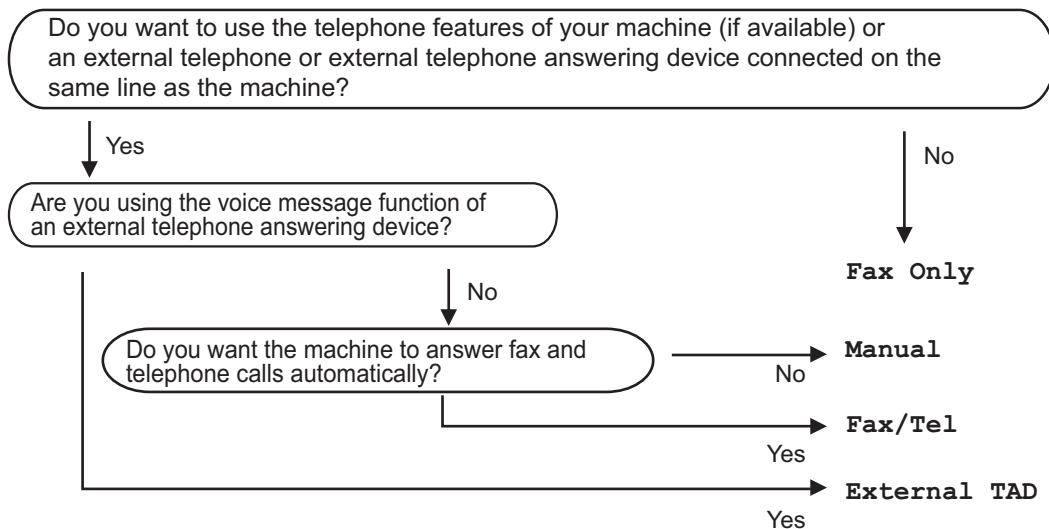 Do you want to use the telephone features of your machine (if available) or
an external telephone or external telephone answering device connected on the
same line as the machine?
Yes
No
Are you using the voice message function of
an external telephone answering device?
Fax Only
No
Do you want the machine to answer fax and
telephone calls automatically?
Manual
No
Fax/Tel
Yes
External TAD
Yes